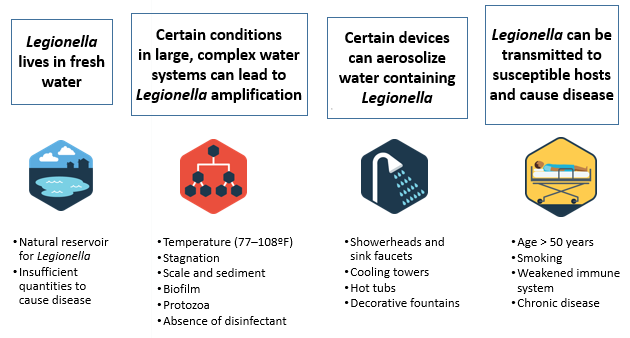 Legionella
lives in fresh
water
Certain conditions
in large, complex water
systems can lead to
Legionella amplification
Certain devices
can aerosolize
water containing
Legionella
Legionella can be
transmitted to
susceptible hosts
and cause disease
• Natural reservoir
for Legionella
• Insufficient
quantities to
cause disease
• Temperature (77–108ºF)
• Stagnation
• Scale and sediment
• Biofilm
• Protozoa
• Absence of disinfectant
• Showerheads and
sink faucets
• Cooling towers
• Hot tubs
• Decorative fountains
• Age > 50 years
• Smoking
• Weakened immune
system
• Chronic disease